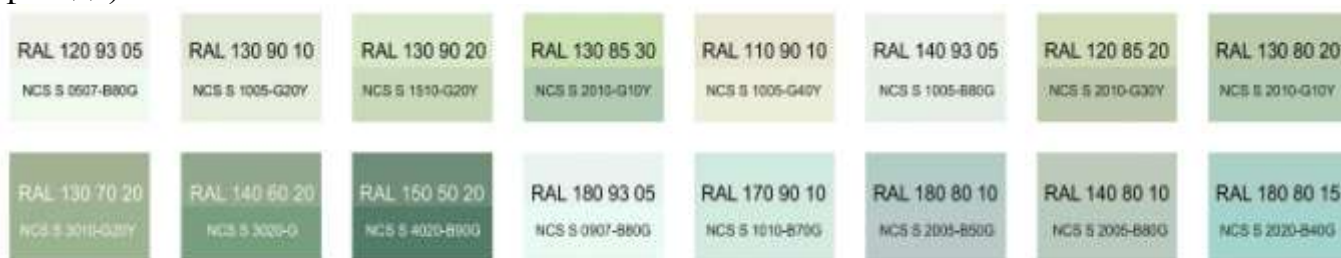 RAL 120 93 05 RAL 130 90 10 RAL 130 90 20 RAL 130 85 30 RAL 110 90 10 RAL 140 93 05 RAL 120 85 20 RAL 130 80 20
NCS S 0507-B80G NCS S 1005-G20Y NCS S 1510-G20Y NCS S 2010-G10Y NCS S 1005-G40Y NCS S 1005-B80G NCS S 2010-G30Y NCS S 2010-G10Y
RAL 130 70 20 RAL 140 60 20 RAL 150 50 20 RAL 180 93 05 RAL 170 90 10 RAL 180 80 10 RAL 140 80 10 RAL 180 80 15
NCS S 3010-G20Y NCS S 3020-G NCS S 4020-B90G NCS S 0907-B80G NCS S 1010-B70G NCS S 2005-B50G NCS S 2005-B80G NCS S 2020-B40G